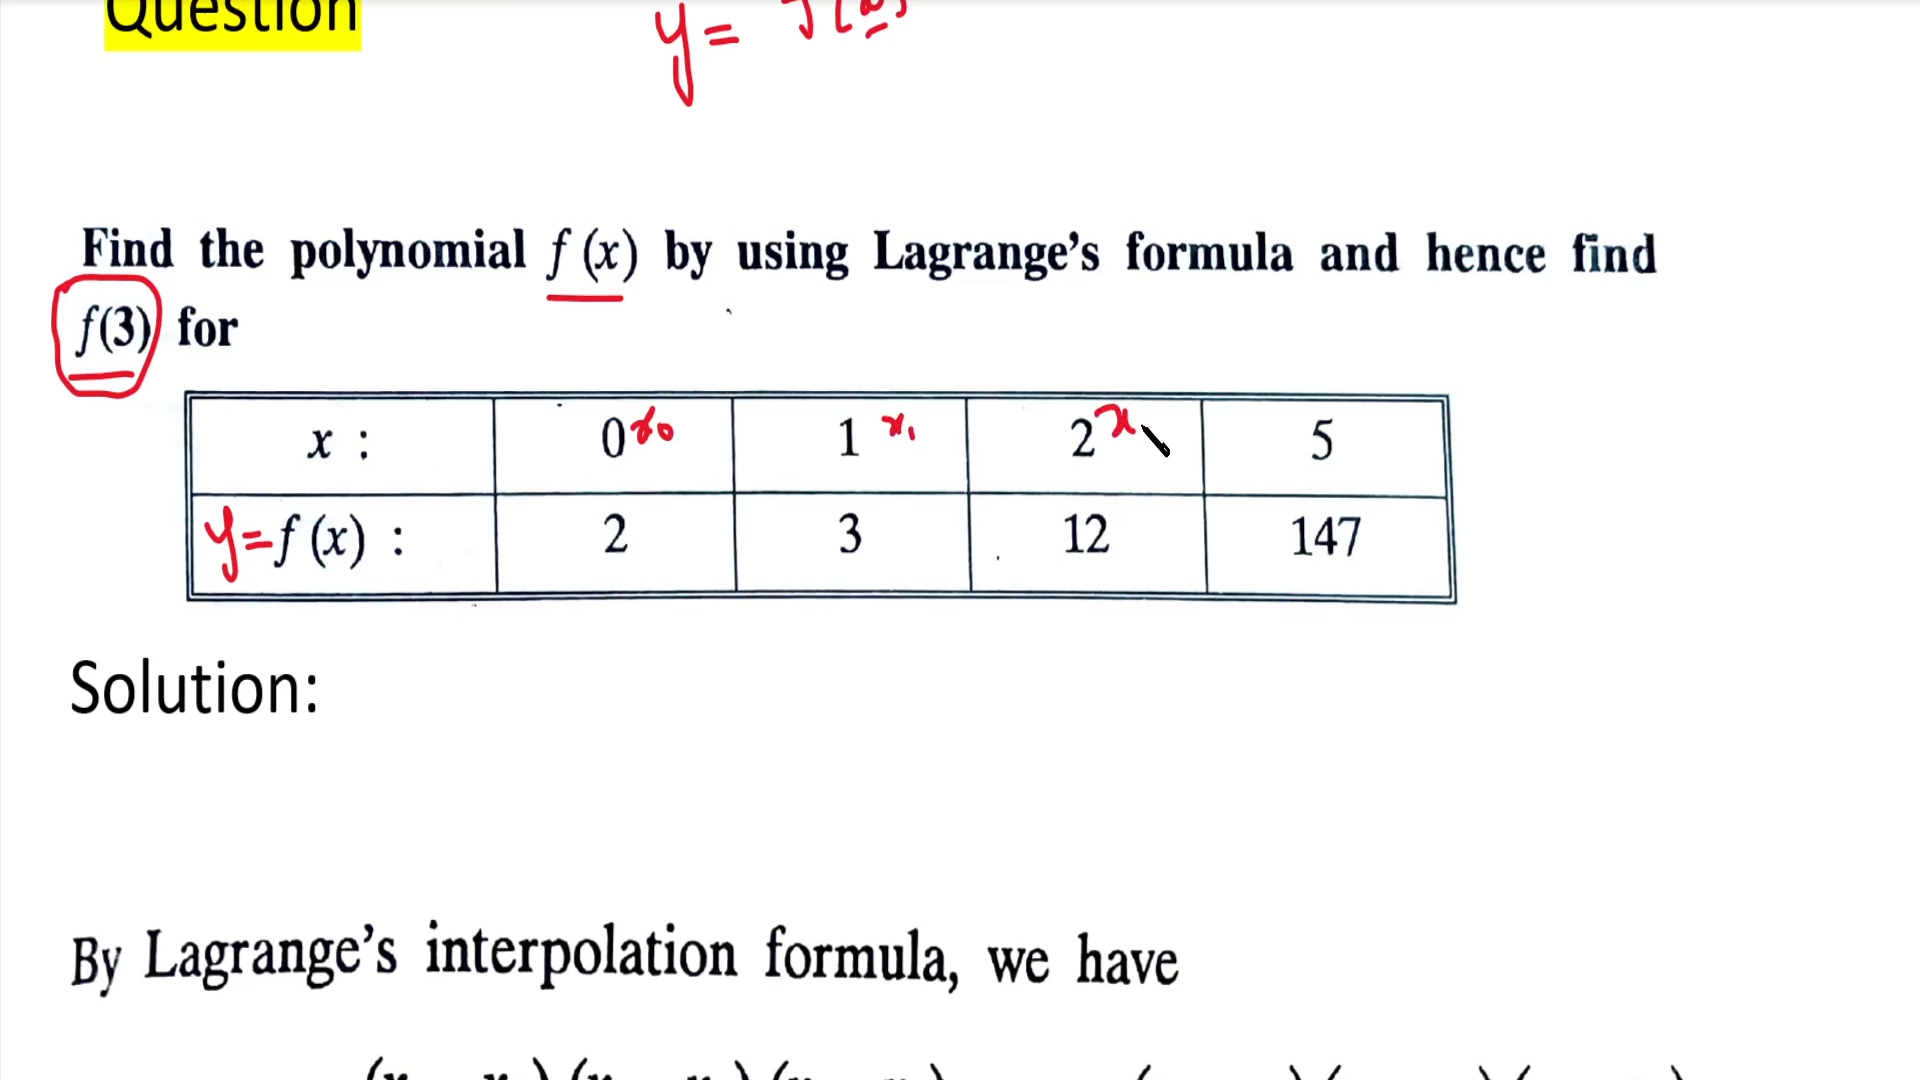 Question
y =
Find the polynomial f (x) by using Lagrange's formula and hence find
f(3) for
x : 0 x₀ 1 x₁ 2 x 5
y=f (x) : 2 3 12 147
Solution:
By Lagrange's interpolation formula, we have